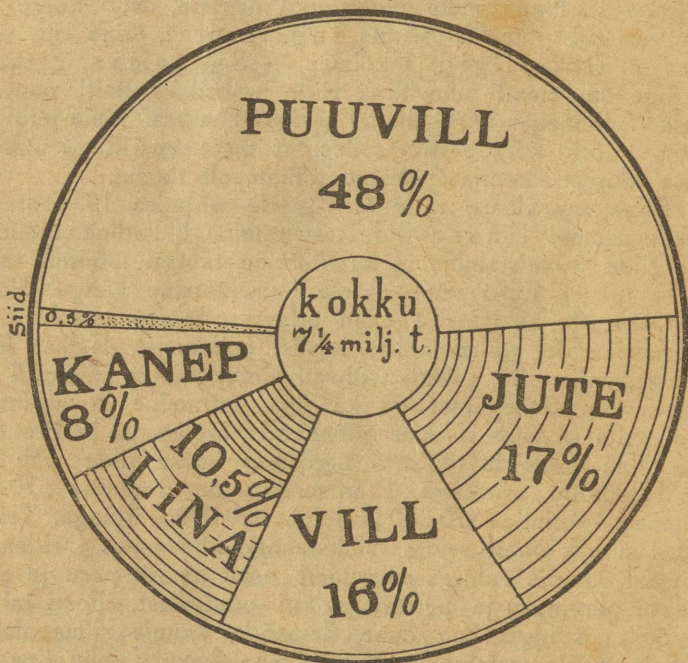 PUUVILL
48%
kokku
7¼ milj. t.
Siid
0,5%
KANEP
8%
JUTE
17%
10,5%
LINA
VILL
16%